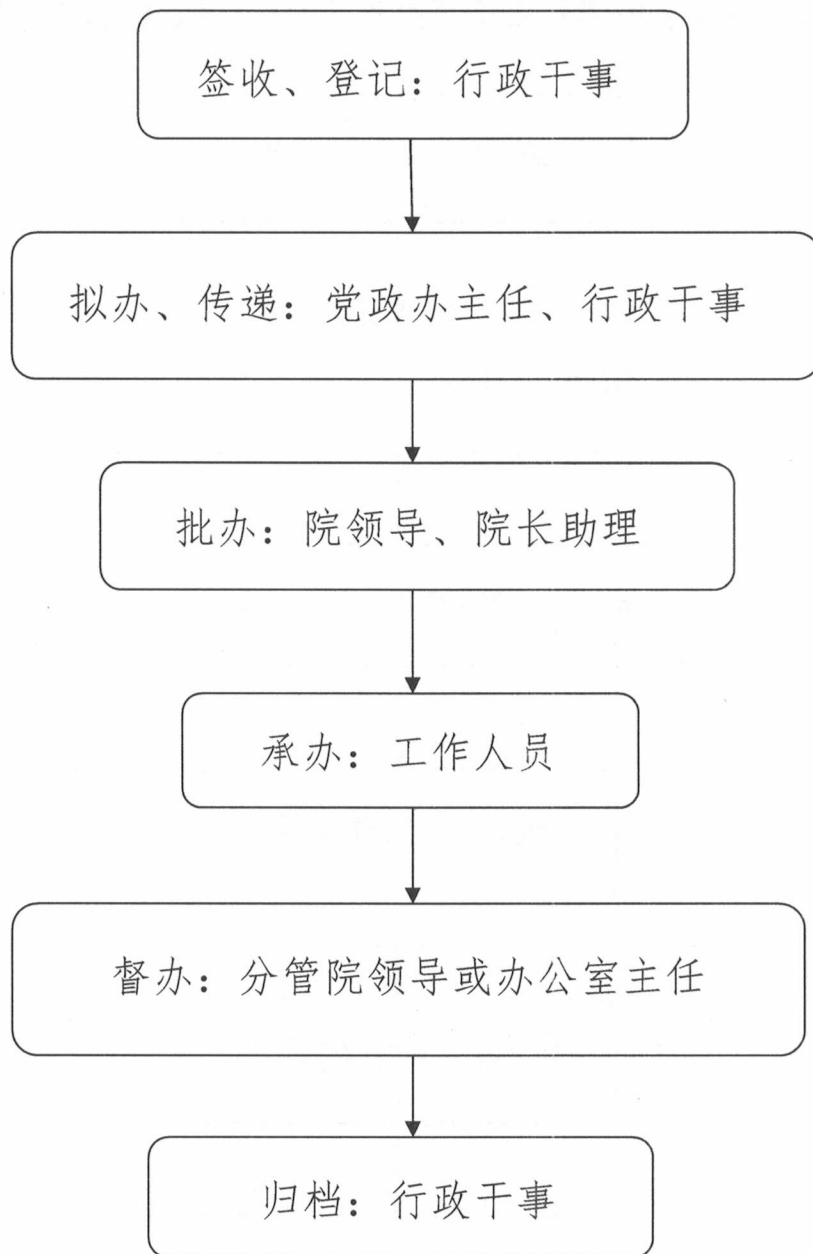 签收、登记：行政干事
拟办、传递：党政办主任、行政干事
批办：院领导、院长助理
承办：工作人员
督办：分管院领导或办公室主任
归档：行政干事